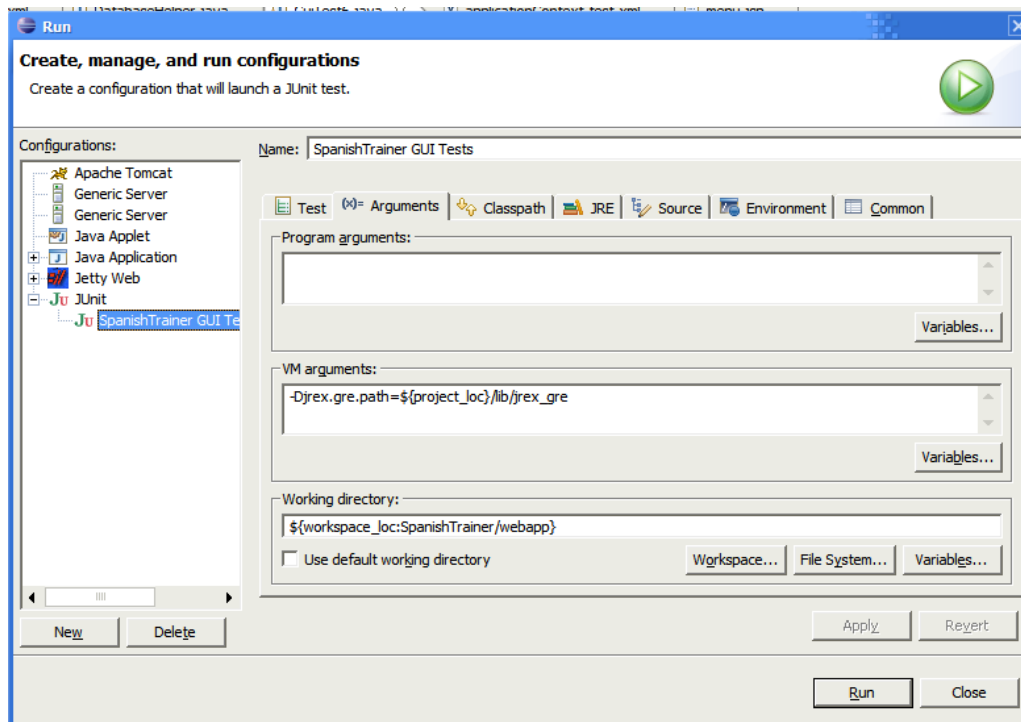 Run
Create, manage, and run configurations
Create a configuration that will launch a JUnit test.
Configurations:
Apache Tomcat
Generic Server
Generic Server
Java Applet
Java Application
Jetty Web
JUnit
SpanishTrainer GUI Te
New
Delete
Name: SpanishTrainer GUI Tests
Test (x)= Arguments Classpath JRE Source Environment Common
Program arguments:
Variables...
VM arguments:
-Djrex.gre.path=${project_loc}/lib/jrex_gre
Variables...
Working directory:
${workspace_loc:SpanishTrainer/webapp}
Use default working directory
Workspace... File System... Variables...
Apply Revert
Run Close